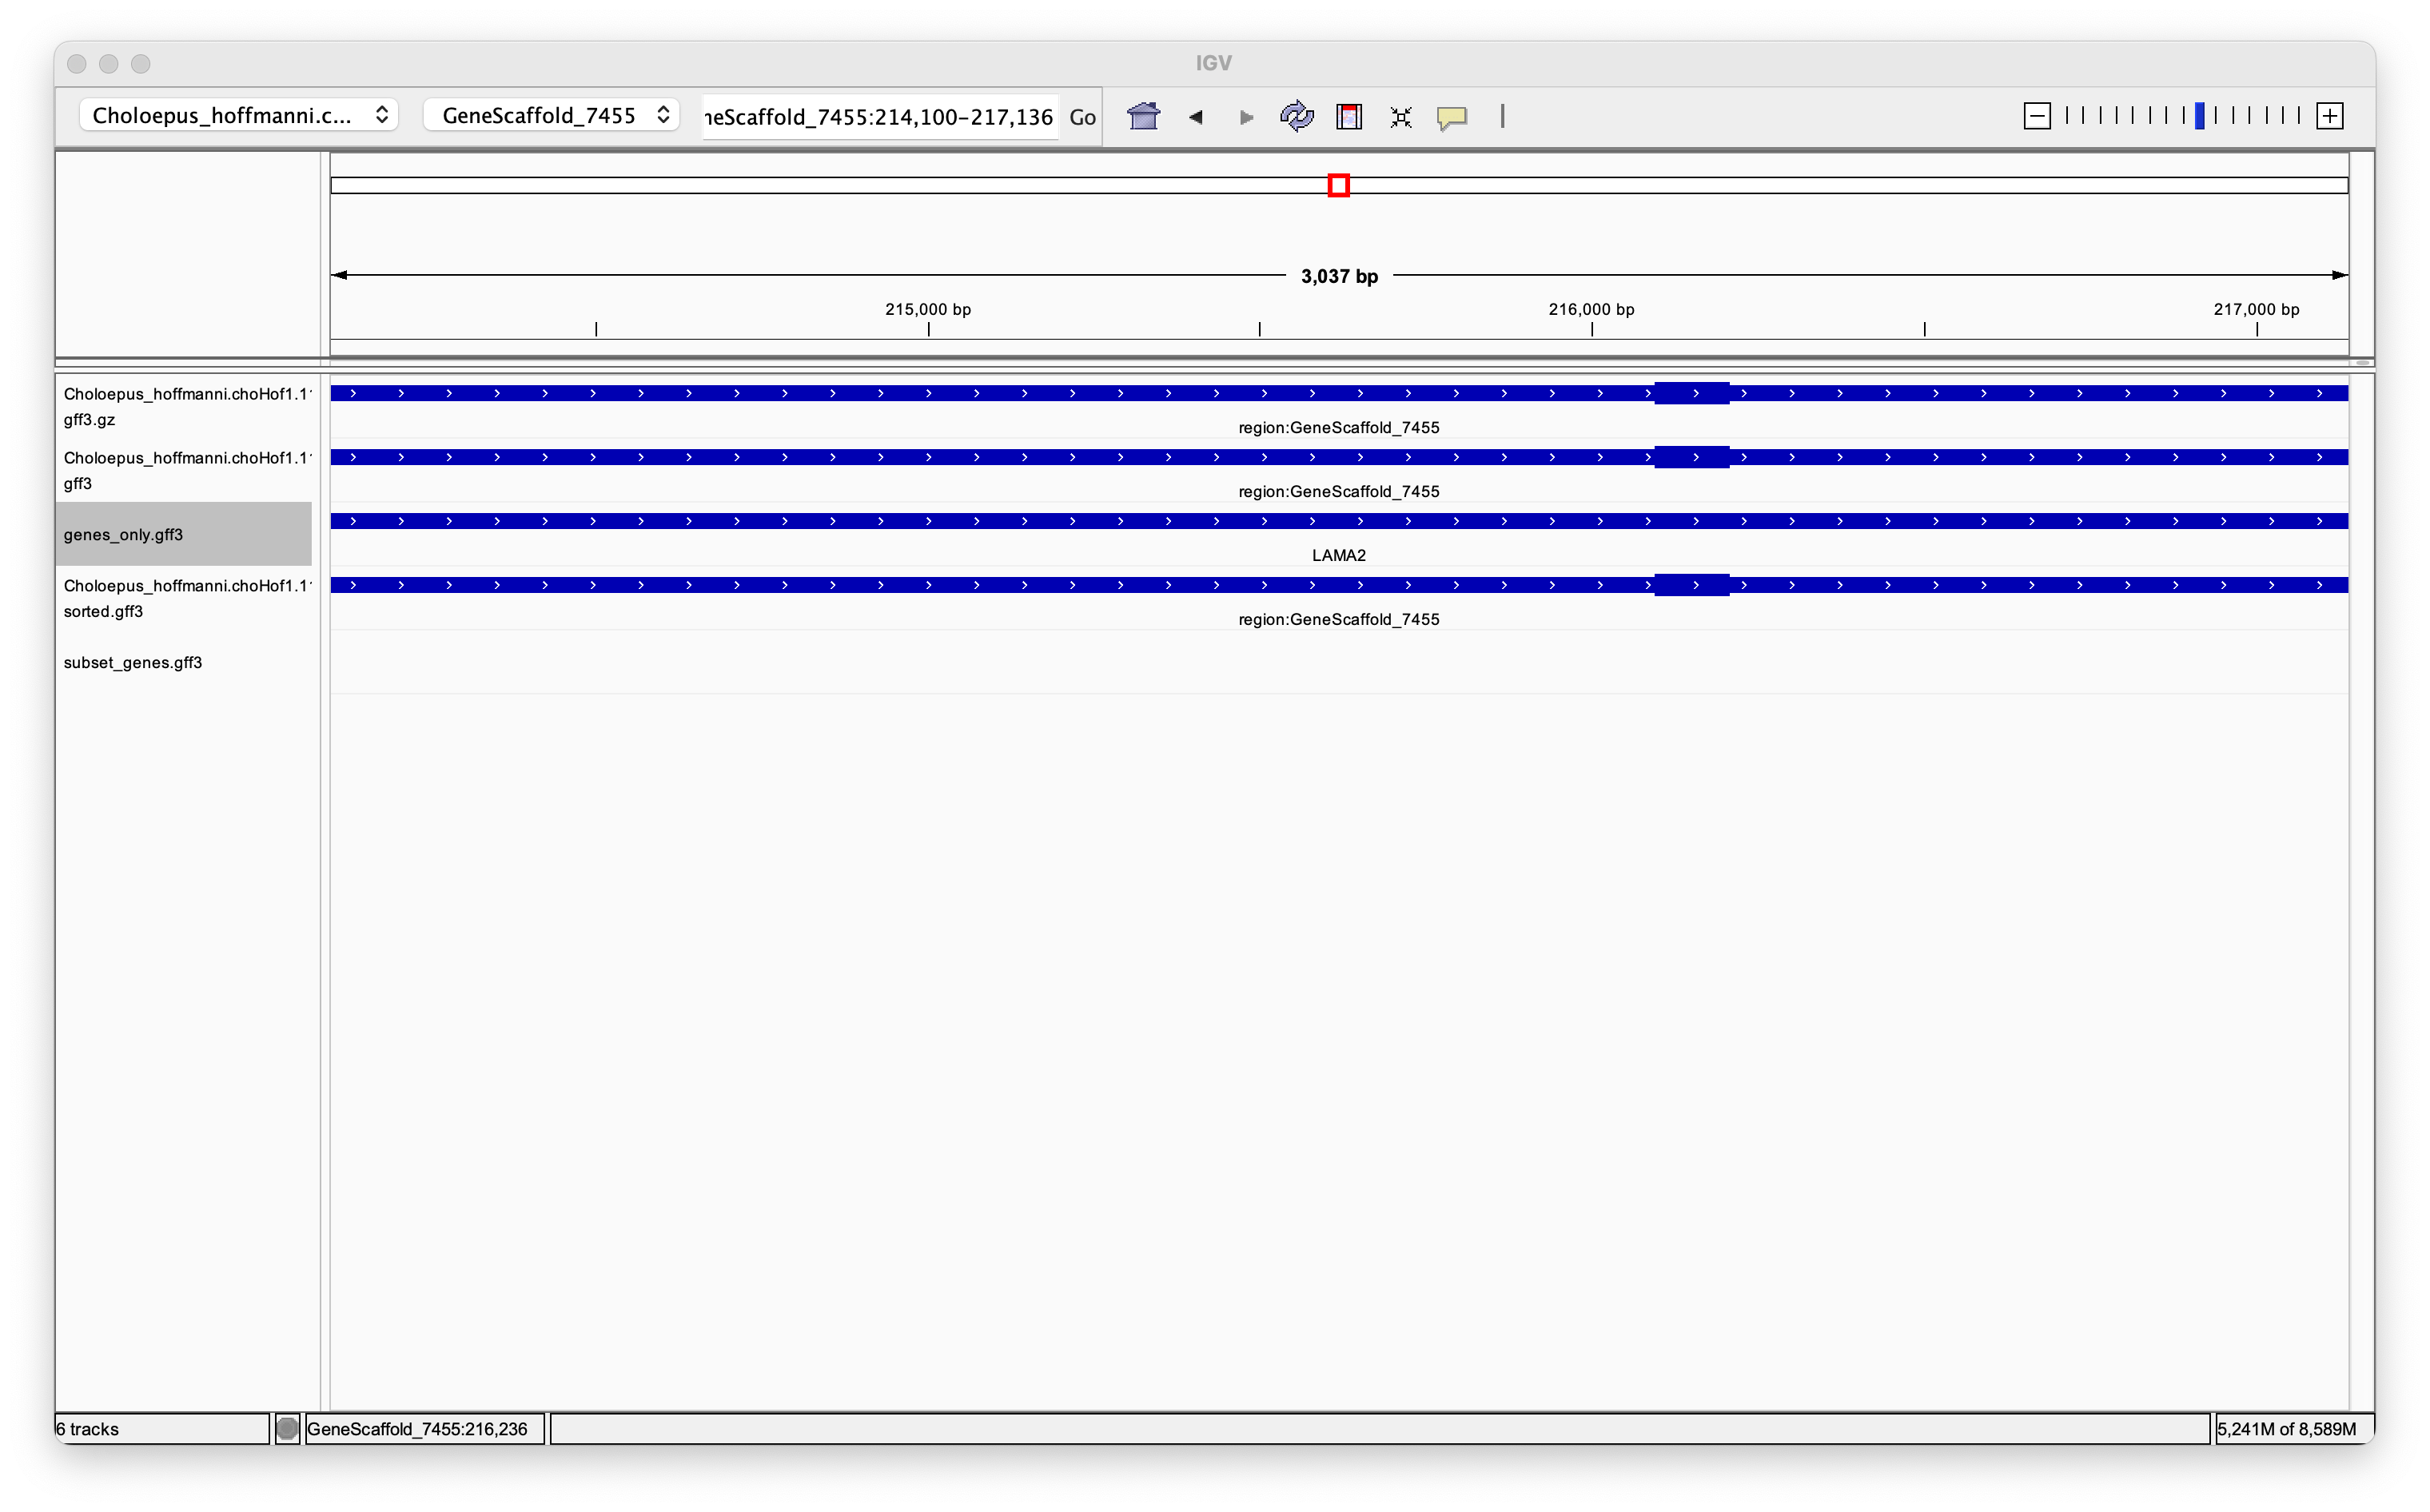 IGV
Choloepus_hoffmanni.c... GeneScaffold_7455 neScaffold_7455:214,100-217,136 Go
3,037 bp
215,000 bp 216,000 bp 217,000 bp
Choloepus_hoffmanni.choHof1.1
gff3.gz
region:GeneScaffold_7455
Choloepus_hoffmanni.choHof1.1
gff3
region:GeneScaffold_7455
genes_only.gff3
LAMA2
Choloepus_hoffmanni.choHof1.1
sorted.gff3
region:GeneScaffold_7455
subset_genes.gff3
6 tracks GeneScaffold_7455:216,236 5,241M of 8,589M